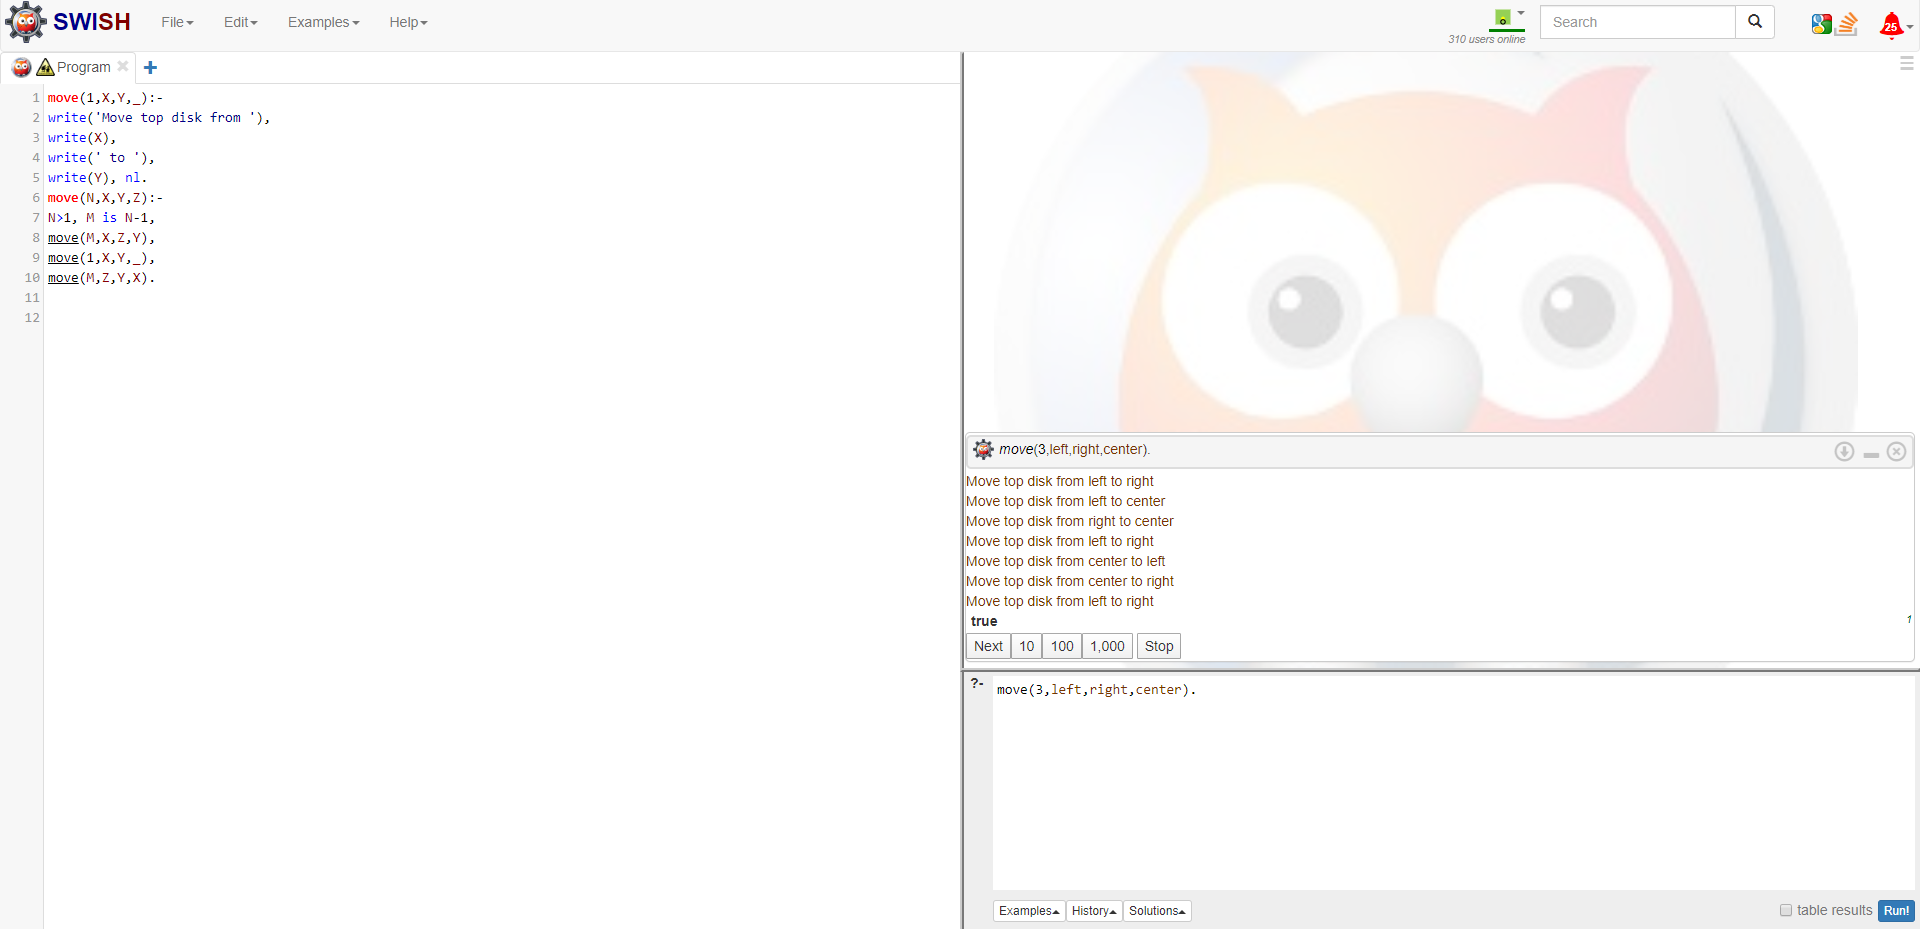 SWISH File Edit Examples Help 310 users online Search 25
Program
1 move(1,X,Y,_):-
2 write('Move top disk from '),
3 write(X),
4 write(' to '),
5 write(Y), nl.
6 move(N,X,Y,Z):-
7 N>1, M is N-1,
8 move(M,X,Z,Y),
9 move(1,X,Y,_),
10 move(M,Z,Y,X).
11
12
move(3,left,right,center).
Move top disk from left to right
Move top disk from left to center
Move top disk from right to center
Move top disk from left to right
Move top disk from center to left
Move top disk from center to right
Move top disk from left to right
true 1
Next 10 100 1,000 Stop
?- move(3,left,right,center).
Examples History Solutions table results Run!